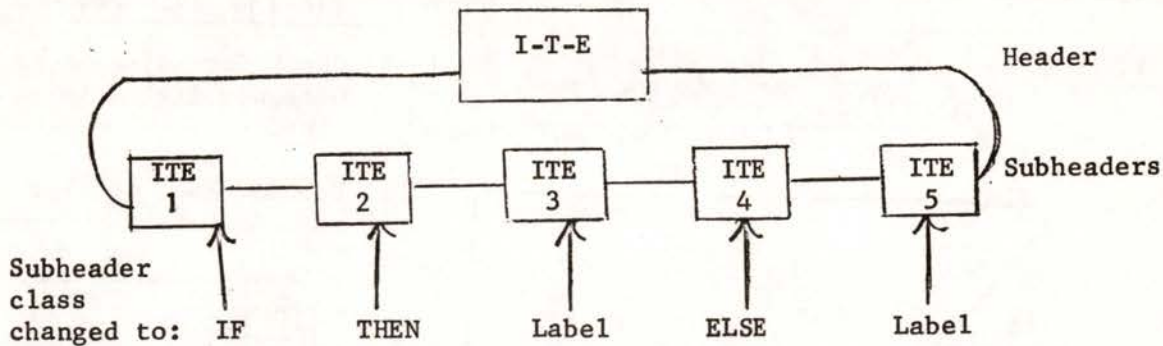 I-T-E
Header
ITE ITE ITE ITE ITE
1 2 3 4 5
Subheaders
Subheader
class
changed to: IF THEN Label ELSE Label